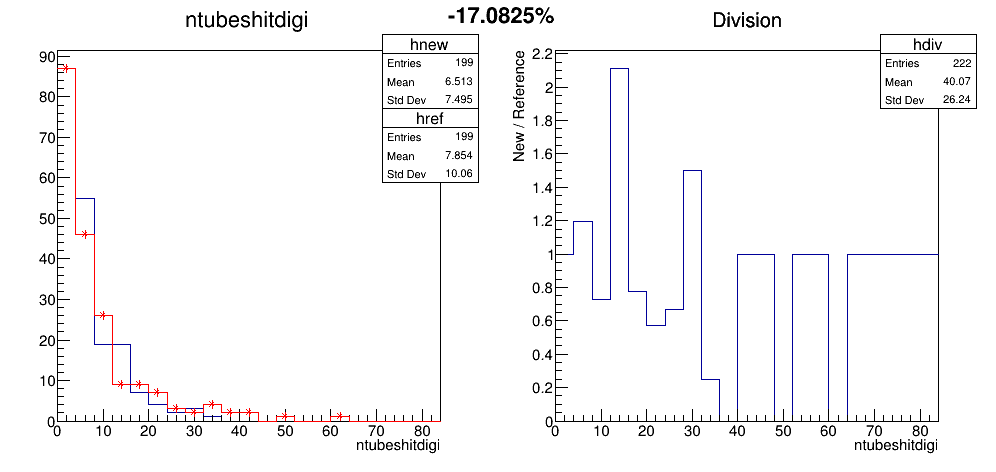 -17.0825%
ntubeshitdigi
hnew
Entries 199
Mean 6.513
Std Dev 7.495
href
Entries 199
Mean 7.854
Std Dev 10.06
90
80
70
60
50
40
30
20
10
0
0 10 20 30 40 50 60 70 80
ntubeshitdigi
Division
hdiv
Entries 222
Mean 40.07
Std Dev 26.24
New / Reference
2.2
2
1.8
1.6
1.4
1.2
1
0.8
0.6
0.4
0.2
0
0 10 20 30 40 50 60 70 80
ntubeshitdigi